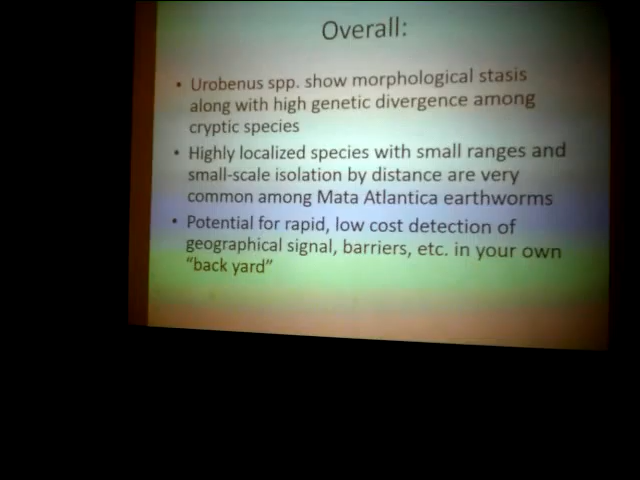 Overall:
• Urobenus spp. show morphological stasis
along with high genetic divergence among
cryptic species
• Highly localized species with small ranges and
small-scale isolation by distance are very
common among Mata Atlantica earthworms
• Potential for rapid, low cost detection of
geographical signal, barriers, etc. in your own
“back yard”